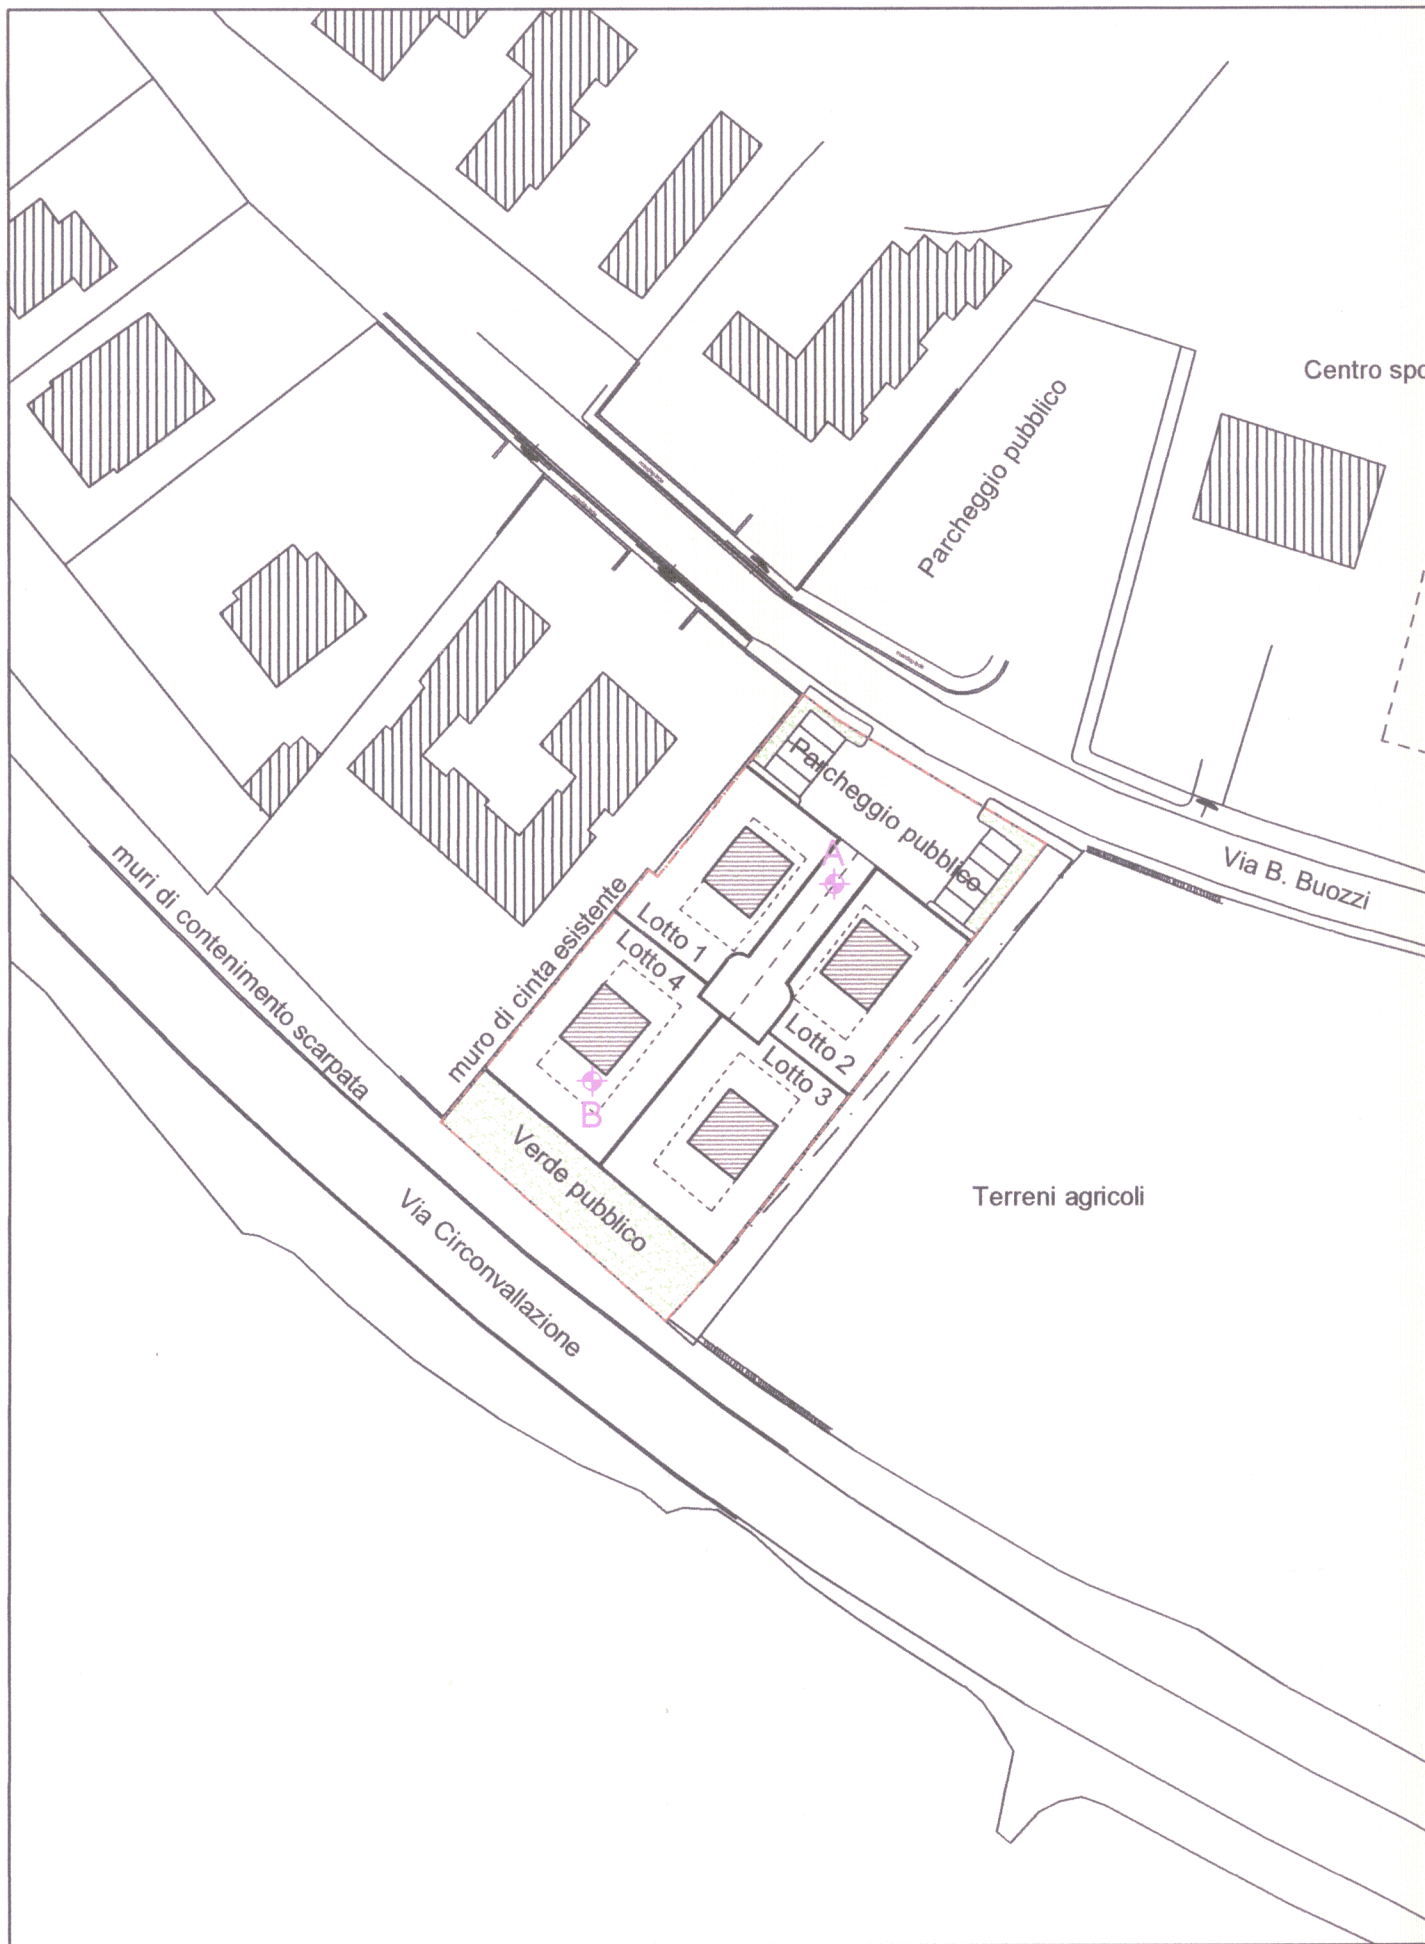 Centro spo
Parcheggio pubblico
Parcheggio pubblico
Via B. Buozzi
A
muri di contenimento scarpata
muro di cinta esistente
Lotto 1
Lotto 4
Lotto 2
Lotto 3
B
Verde pubblico
Terreni agricoli
Via Circonvallazione